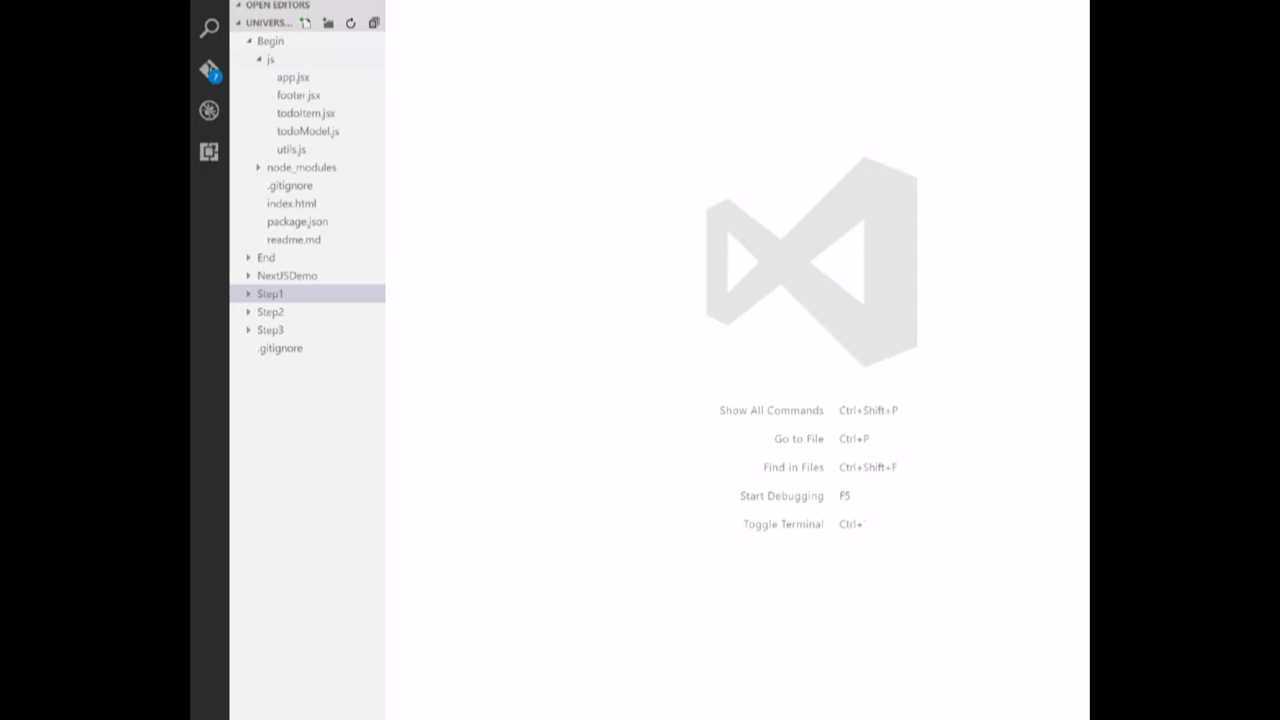 OPEN EDITORS
UNIVERS...
Begin
js
app.jsx
footer.jsx
todoItem.jsx
todoModel.js
utils.js
node_modules
.gitignore
index.html
package.json
readme.md
End
NextJSDemo
Step1
Step2
Step3
.gitignore
7
Show All Commands Ctrl+Shift+P
Go to File Ctrl+P
Find in Files Ctrl+Shift+F
Start Debugging F5
Toggle Terminal Ctrl+`